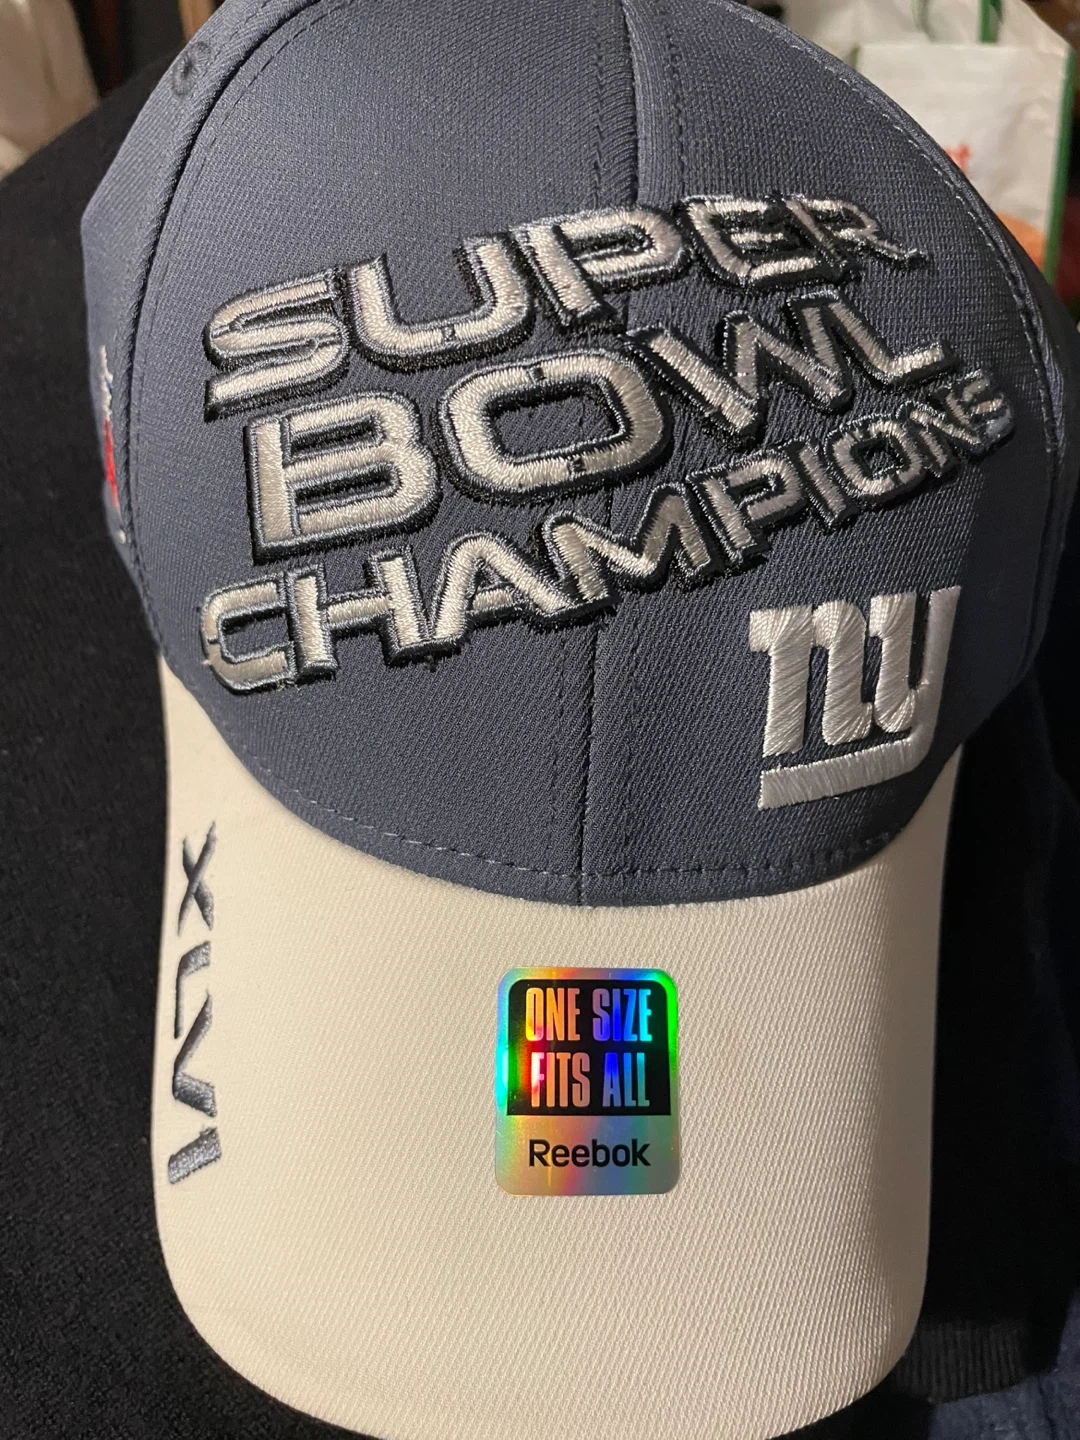 SUPER
BOWL
CHAMPIONS
ny
XLVI
ONE SIZE
FITS ALL
Reebok